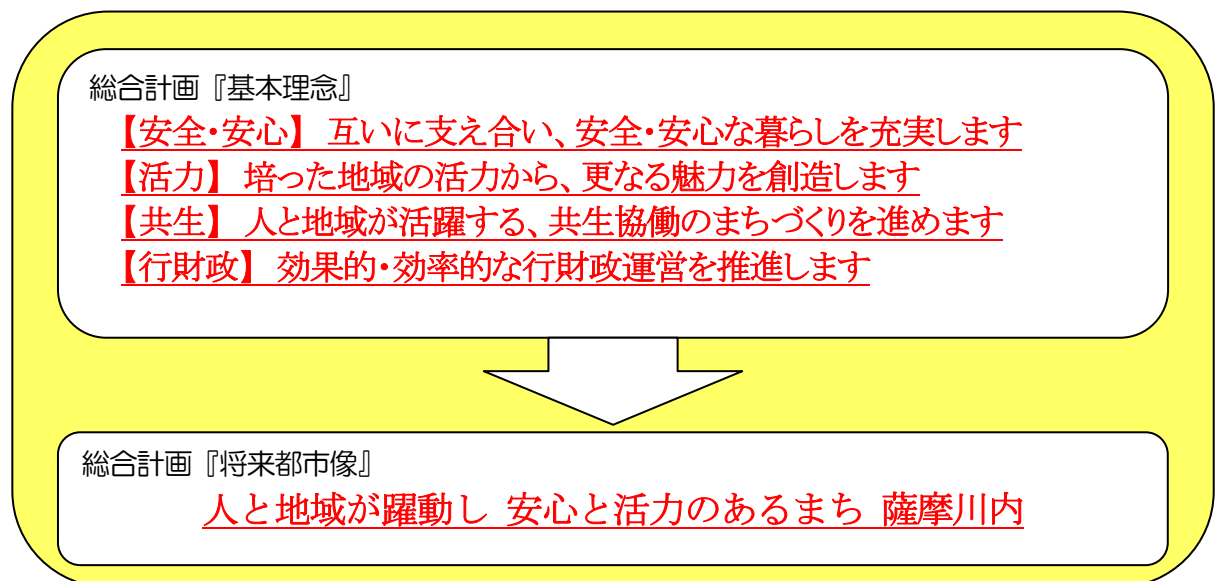 総合計画『基本理念』
【安全・安心】 互いに支え合い、安全・安心な暮らしを充実します
【活力】 培った地域の活力から、更なる魅力を創造します
【共生】 人と地域が活躍する、共生協働のまちづくりを進めます
【行財政】 効果的・効率的な行財政運営を推進します
総合計画『将来都市像』
人と地域が躍動し 安心と活力のあるまち 薩摩川内